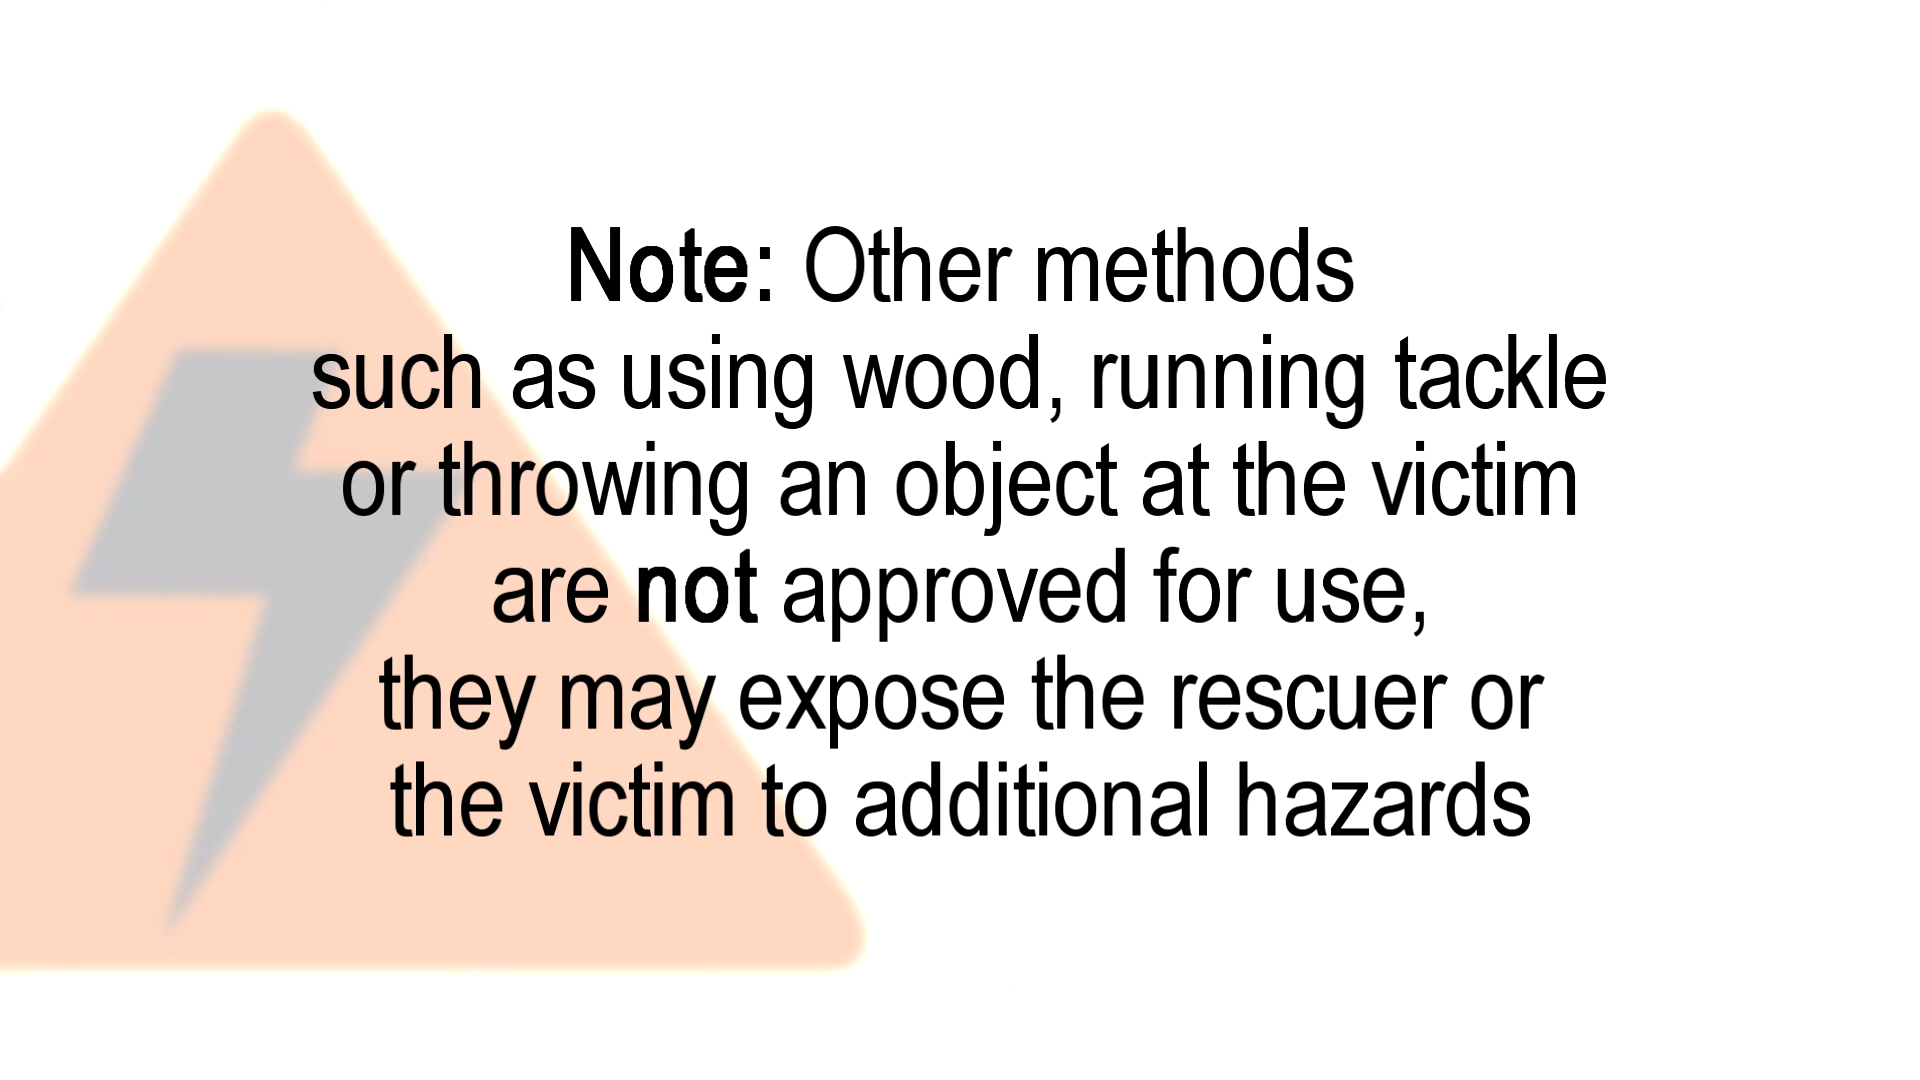 Note: Other methods
such as using wood, running tackle
or throwing an object at the victim
are not approved for use,
they may expose the rescuer or
the victim to additional hazards